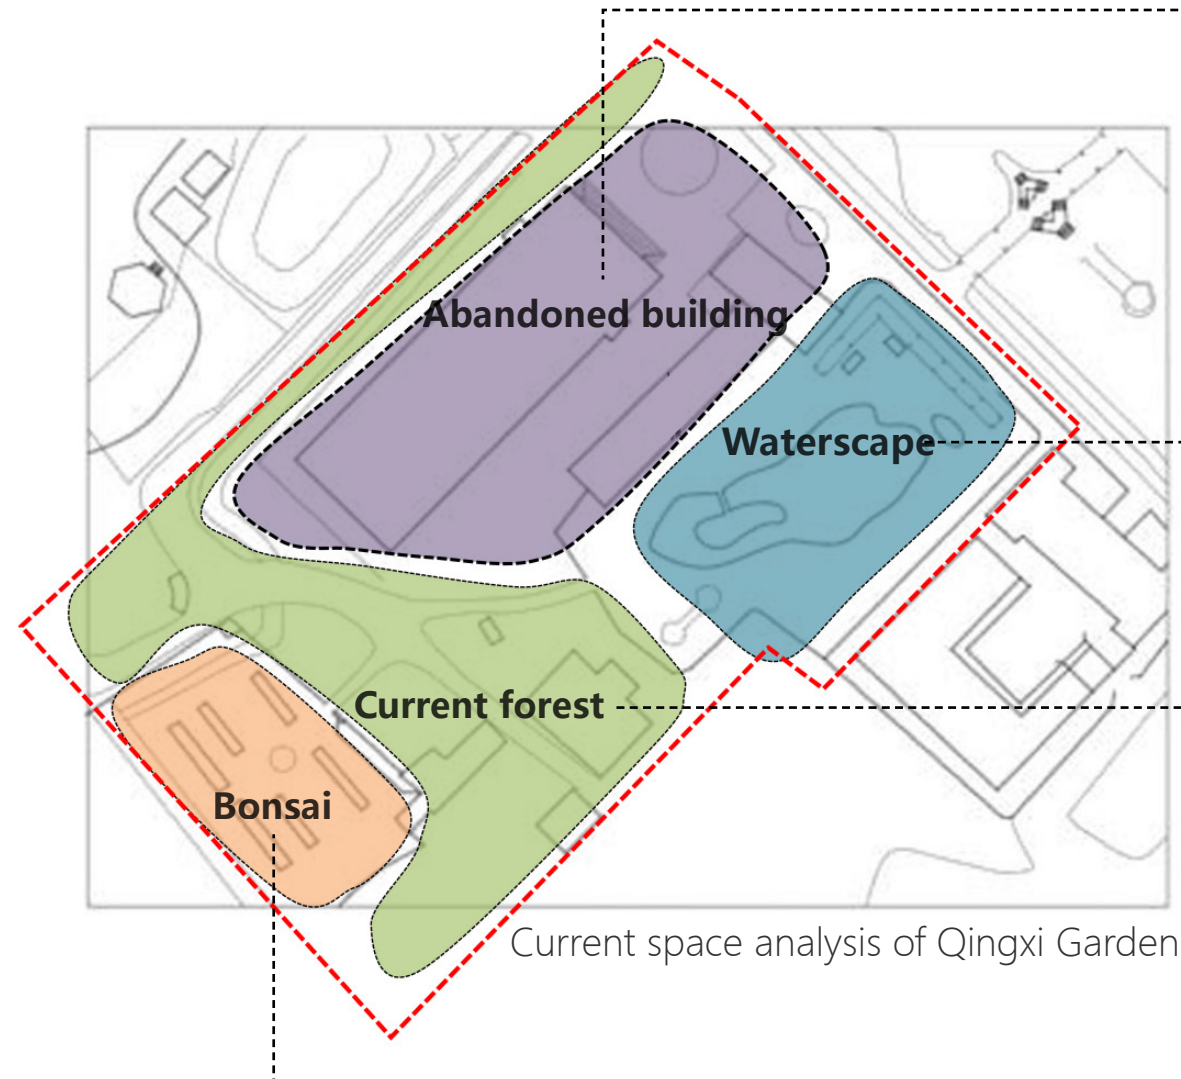 Abandoned building
Waterscape
Current forest
Bonsai
Current space analysis of Qingxi Garden